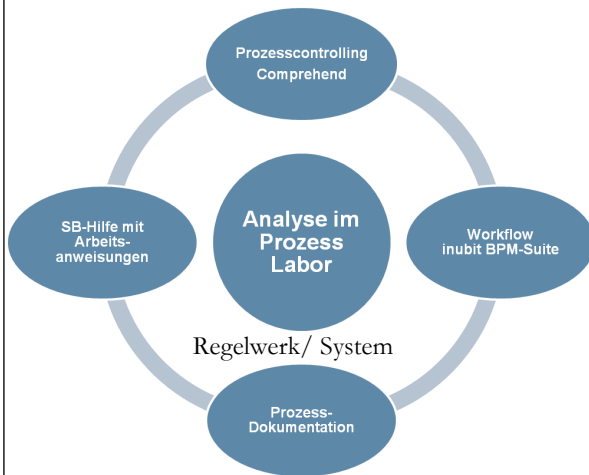 Prozesscontrolling
Comprehend
SB-Hilfe mit
Arbeits-
anweisungen
Analyse im
Prozess
Labor
Workflow
inubit BPM-Suite
Regelwerk/ System
Prozess-
Dokumentation